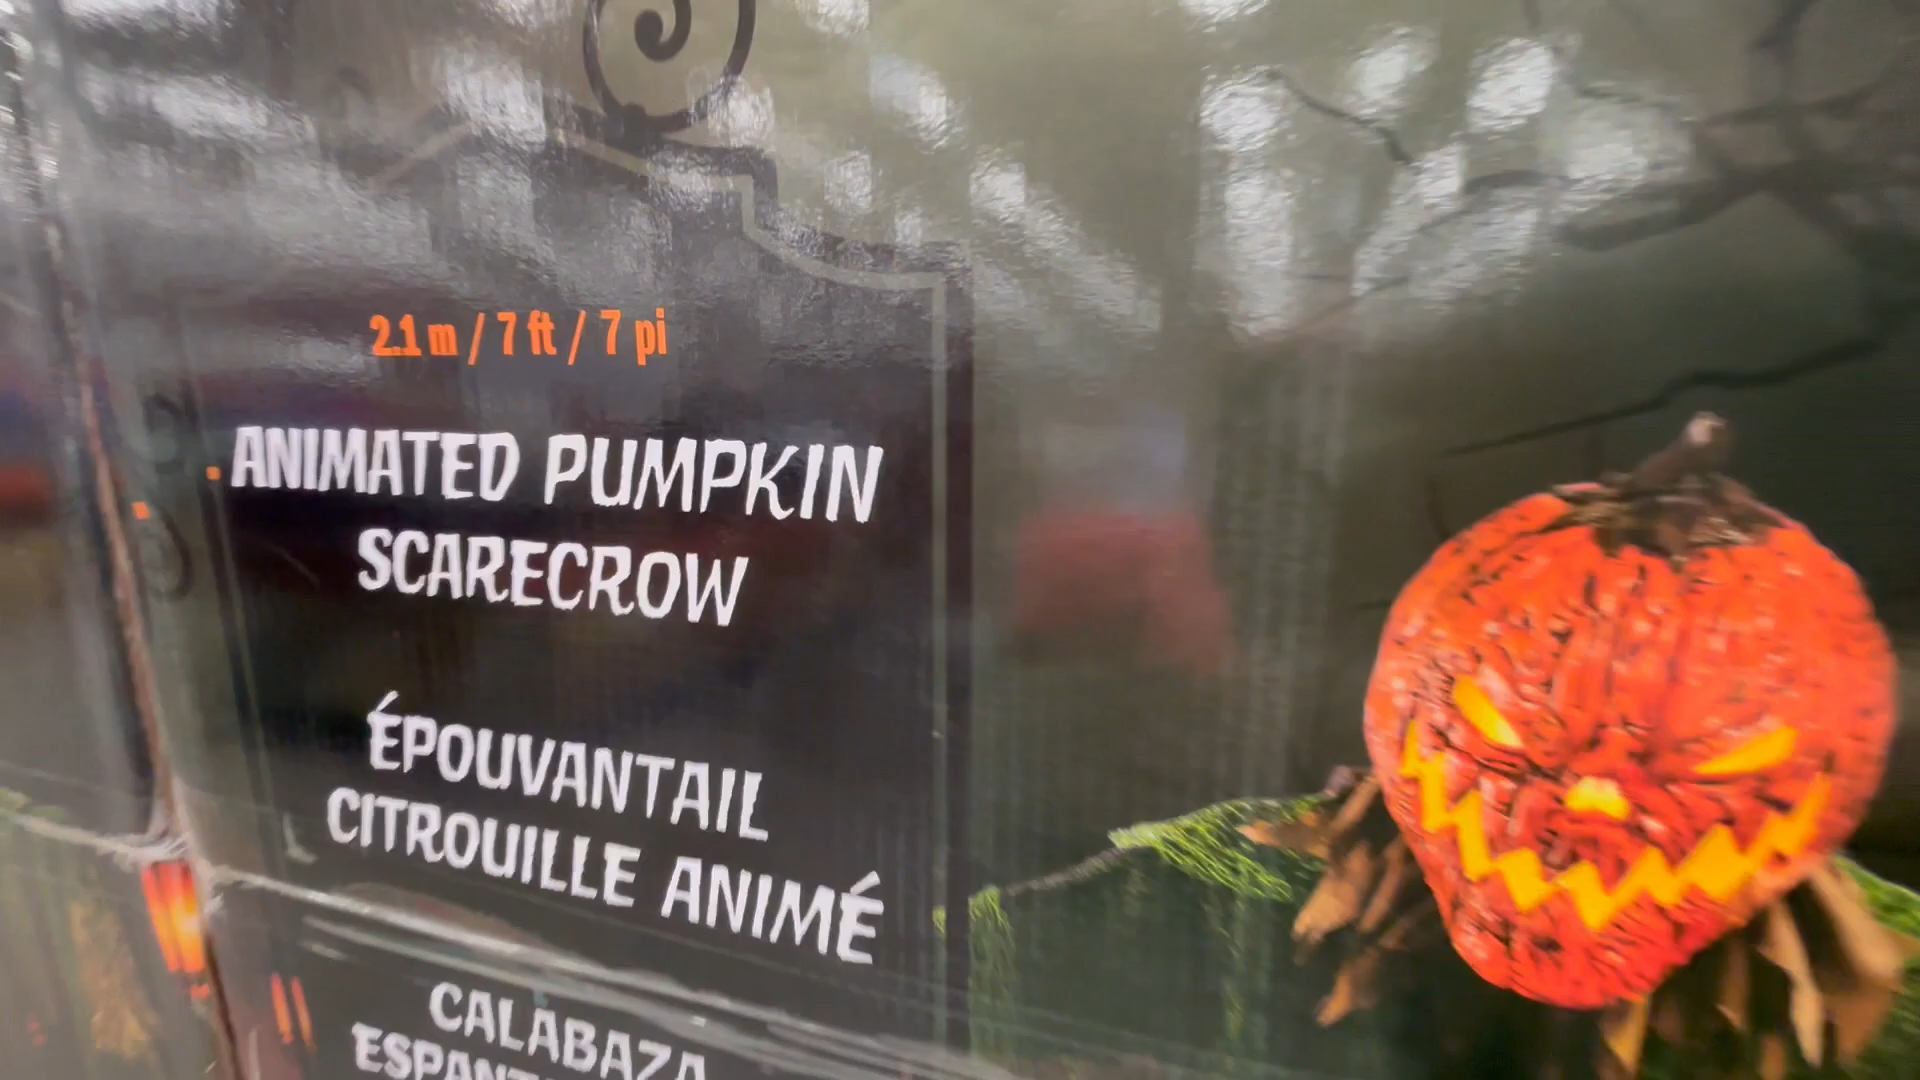 2.1 m / 7 ft / 7 pi
ANIMATED PUMPKIN
SCARECROW
ÉPOUVANTAIL
CITROUILLE ANIMÉ
CALABAZA